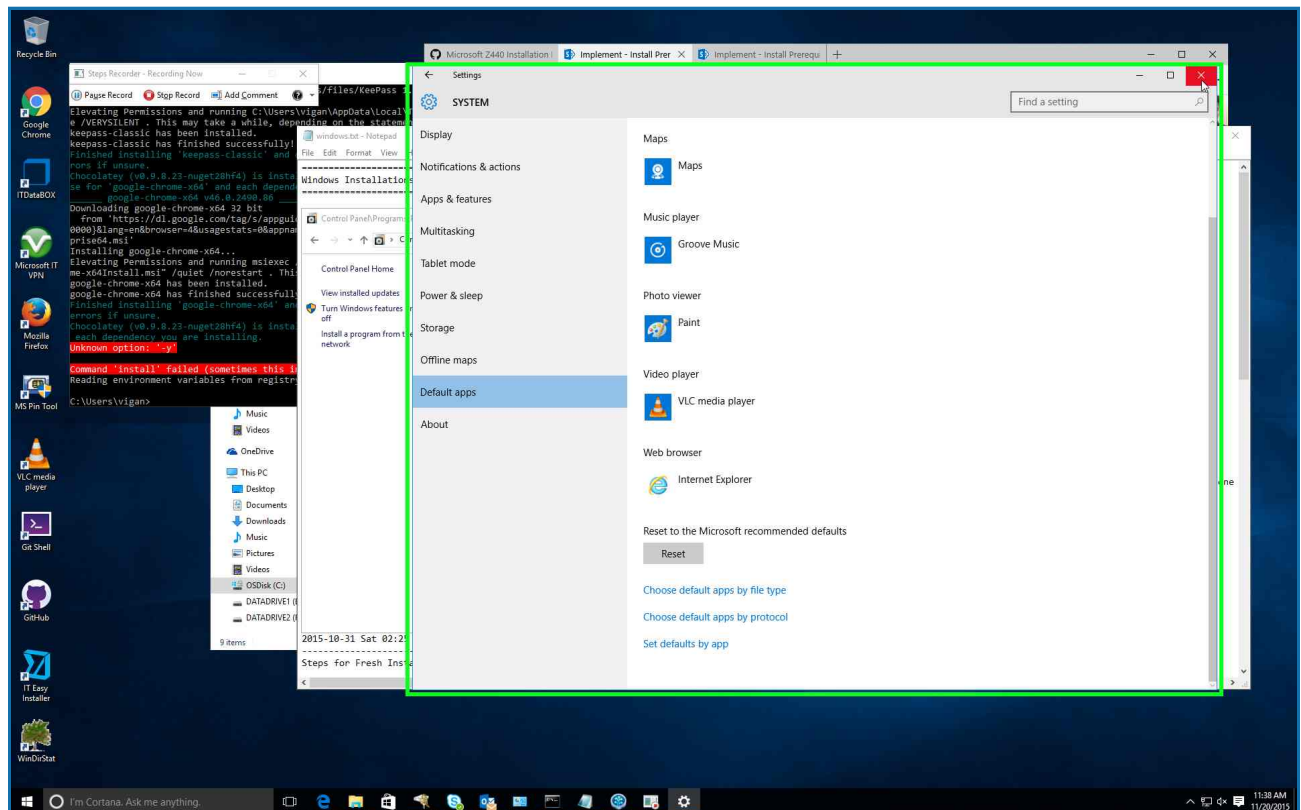 Recycle Bin
Google
Chrome
ITDataBOX
Microsoft IT
VPN
Mozilla
Firefox
MS Pin Tool
VLC media
player
Git Shell
GitHub
IT Easy
Installer
WinDirStat
Steps Recorder - Recording Now
Pause Record Stop Record Add Comment
/files/KeePass
Elevating Permissions and running C:\Users\vigan\AppData\Local\
e /VERYSILENT . This may take a while, depending on the stateme
keepass-classic has been installed.
keepass-classic has finished successfully!
Finished installing 'keepass-classic' and
rors if unsure.
Chocolatey (v0.9.8.23-nuget28hf4) is insta
se for 'google-chrome-x64' and each depend
google-chrome-x64 v46.0.2490.86
Downloading google-chrome-x64 32 bit
from 'https://dl.google.com/tag/s/appgui
0000}&lang=en&browser=4&usagestats=0&appna
prise64.msi'
Installing google-chrome-x64...
Elevating Permissions and running msiexec
me-x64Install.msi" /quiet /norestart . Thi
google-chrome-x64 has been installed.
google-chrome-x64 has finished successfull
Finished installing 'google-chrome-x64' an
errors if unsure.
Chocolatey (v0.9.8.23-nuget28hf4) is insta
each dependency you are installing.
Unknown option: '-y'
Command 'install' failed (sometimes this i
Reading environment variables from registr
C:\Users\vigan>
Music
Videos
OneDrive
This PC
Desktop
Documents
Downloads
Music
Pictures
Videos
OSDisk (C:)
DATADRIVE1 (
DATADRIVE2 (
9 items
windows.txt - Notepad
File Edit Format View
Windows Installation
Control Panel\Programs
Control Panel Home
View installed updates
Turn Windows features
off
Install a program from t
network
2015-10-31 Sat 02:2
Steps for Fresh Inst
Microsoft Z440 Installation Implement - Install Prer Implement - Install Prerequ
Settings
SYSTEM
Find a setting
Display
Notifications & actions
Apps & features
Multitasking
Tablet mode
Power & sleep
Storage
Offline maps
Default apps
About
Maps
Maps
Music player
Groove Music
Photo viewer
Paint
Video player
VLC media player
Web browser
Internet Explorer
Reset to the Microsoft recommended defaults
Reset
Choose default apps by file type
Choose default apps by protocol
Set defaults by app
ne
I'm Cortana. Ask me anything.
11:38 AM
11/20/2015